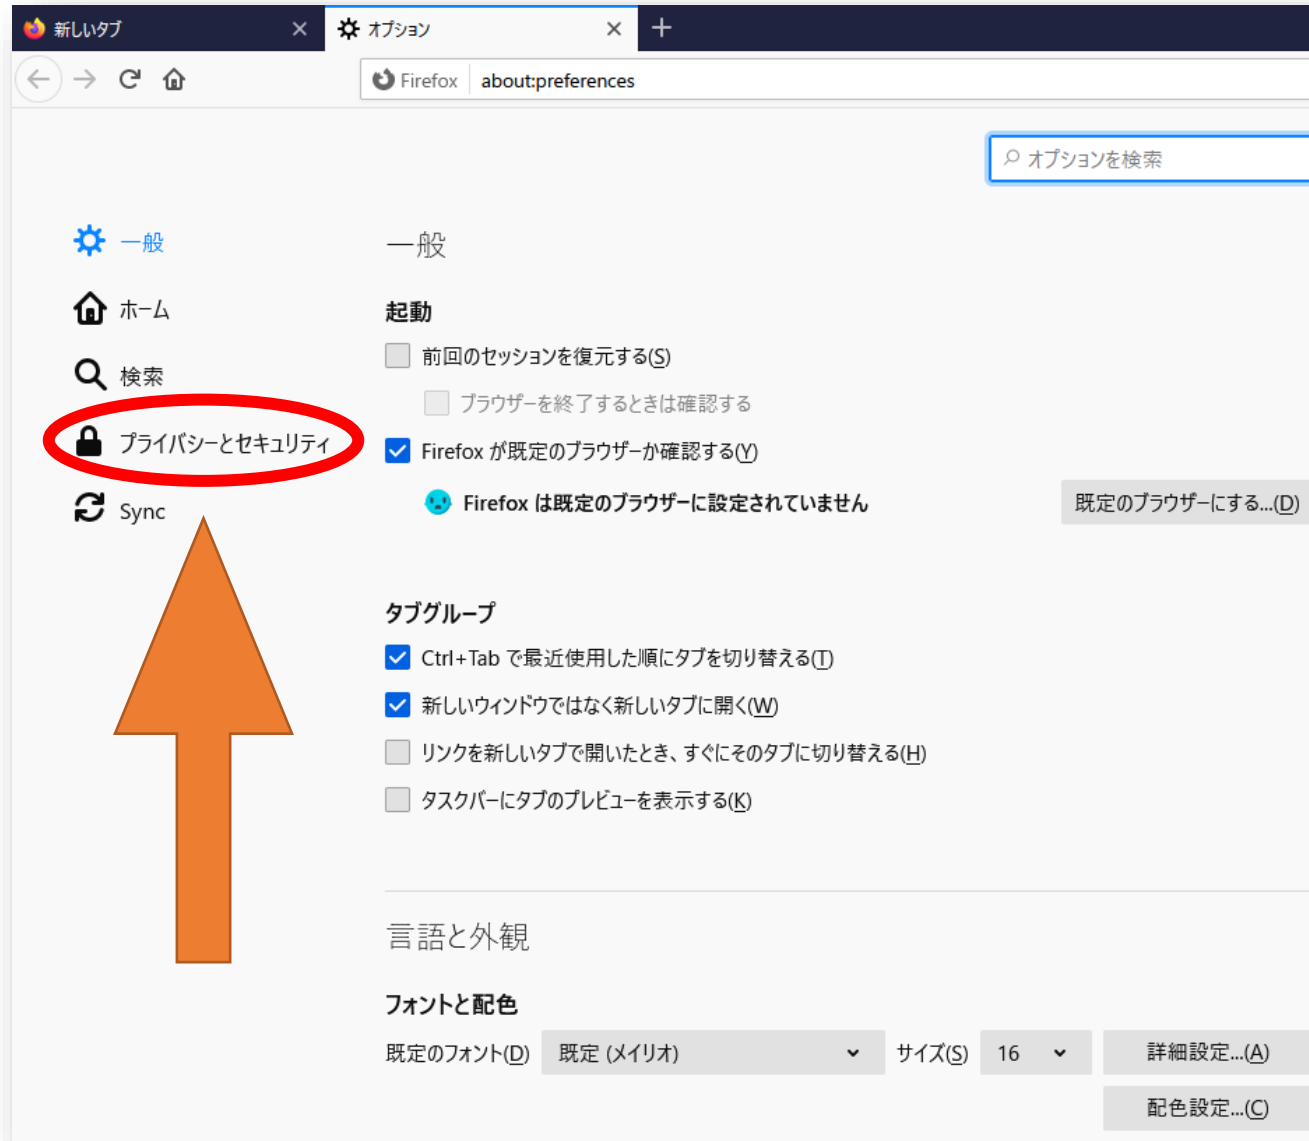 新しいタブ
オプション
Firefox about:preferences
オプションを検索
一般
ホーム
検索
プライバシーとセキュリティ
Sync
一般
起動
前回のセッションを復元する(S)
ブラウザーを終了するときは確認する
Firefox が既定のブラウザーか確認する(Y)
Firefox は既定のブラウザーに設定されていません 既定のブラウザーにする...(D)
タブグループ
Ctrl+Tab で最近使用した順にタブを切り替える(T)
新しいウィンドウではなく新しいタブに開く(W)
リンクを新しいタブで開いたとき、すぐにそのタブに切り替える(H)
タスクバーにタブのプレビューを表示する(K)
言語と外観
フォントと配色
既定のフォント(D) 既定 (メイリオ) サイズ(S) 16 詳細設定...(A)
配色設定...(C)